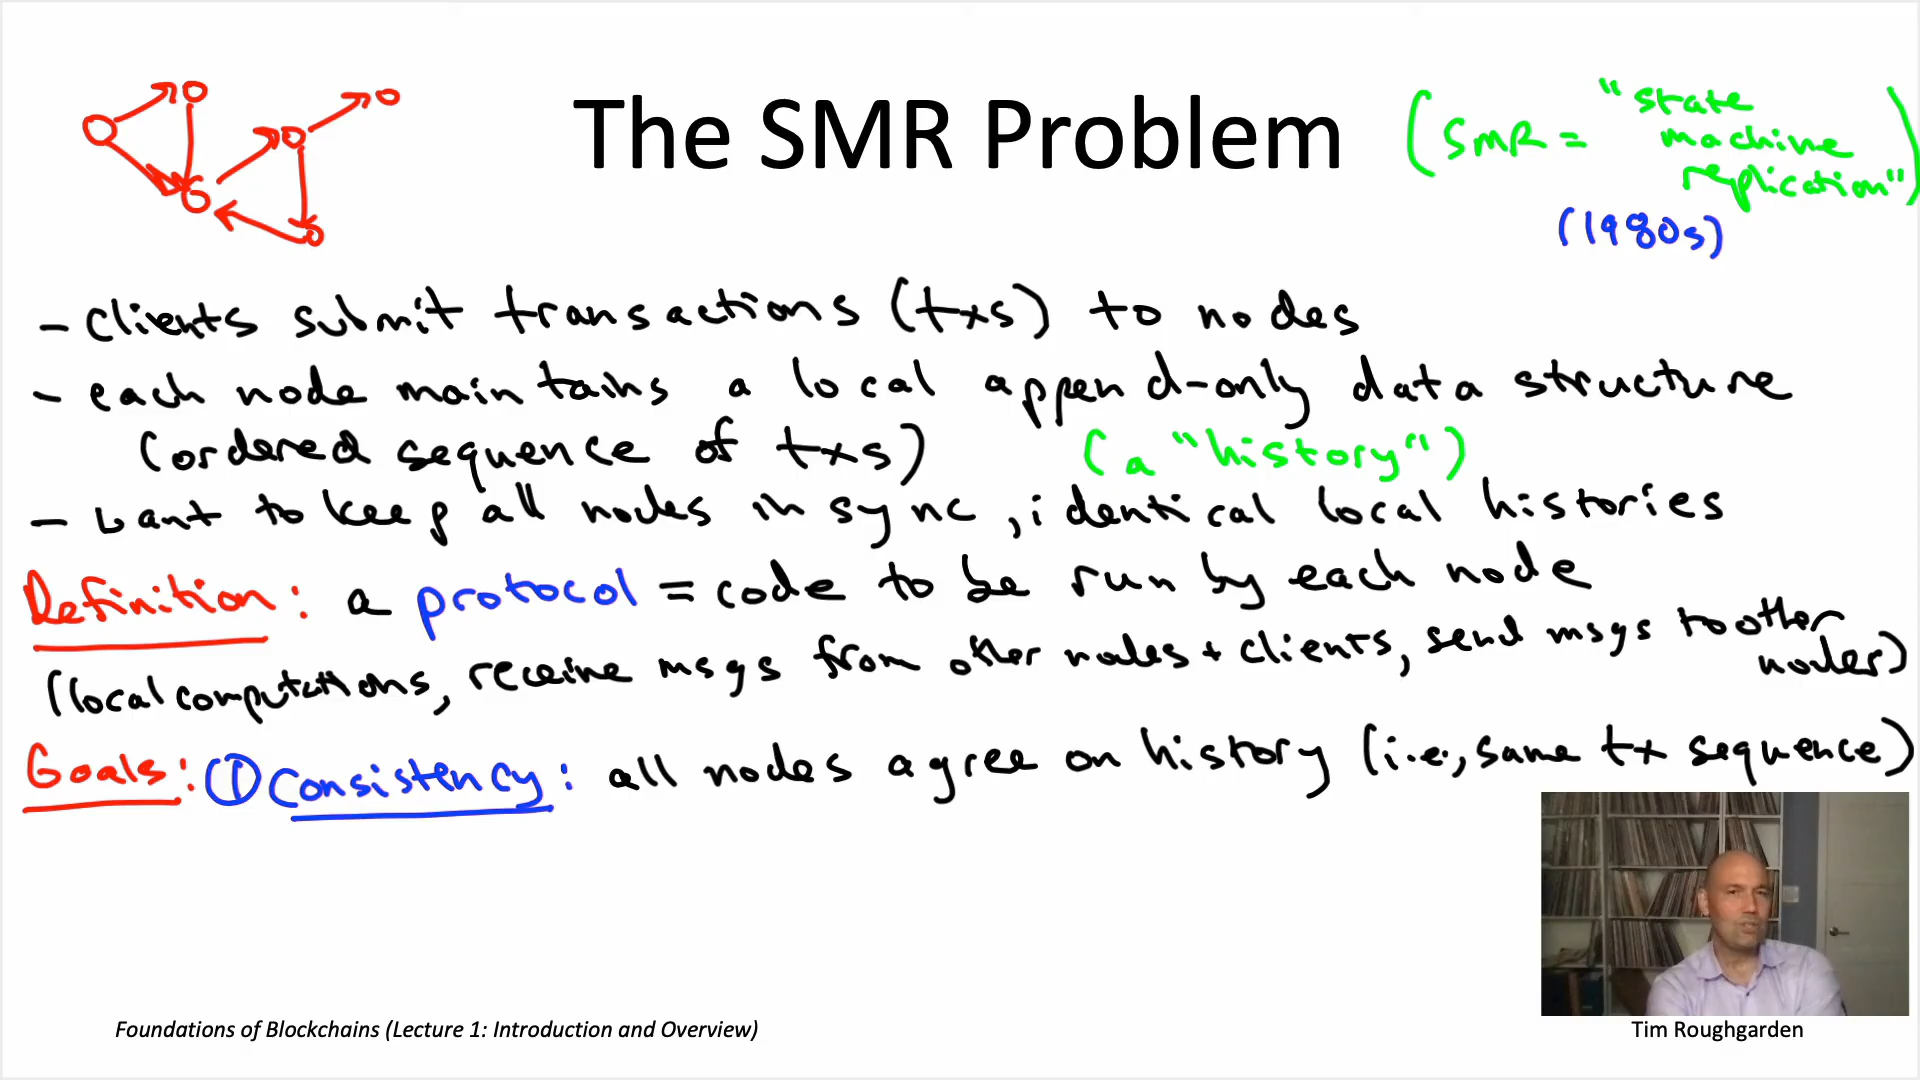 The SMR Problem
(SMR = "state
machine
replication")
(1980s)
- clients submit transactions (txs) to nodes
- each node maintains a local append-only data structure
(ordered sequence of txs) (a "history")
- want to keep all nodes in sync, identical local histories
Definition: a protocol = code to be run by each node
(local computations, receive msgs from other nodes + clients, send msgs to other
nodes)
Goals: ① Consistency: all nodes agree on history (i.e., same tx sequence)
Foundations of Blockchains (Lecture 1: Introduction and Overview)
Tim Roughgarden